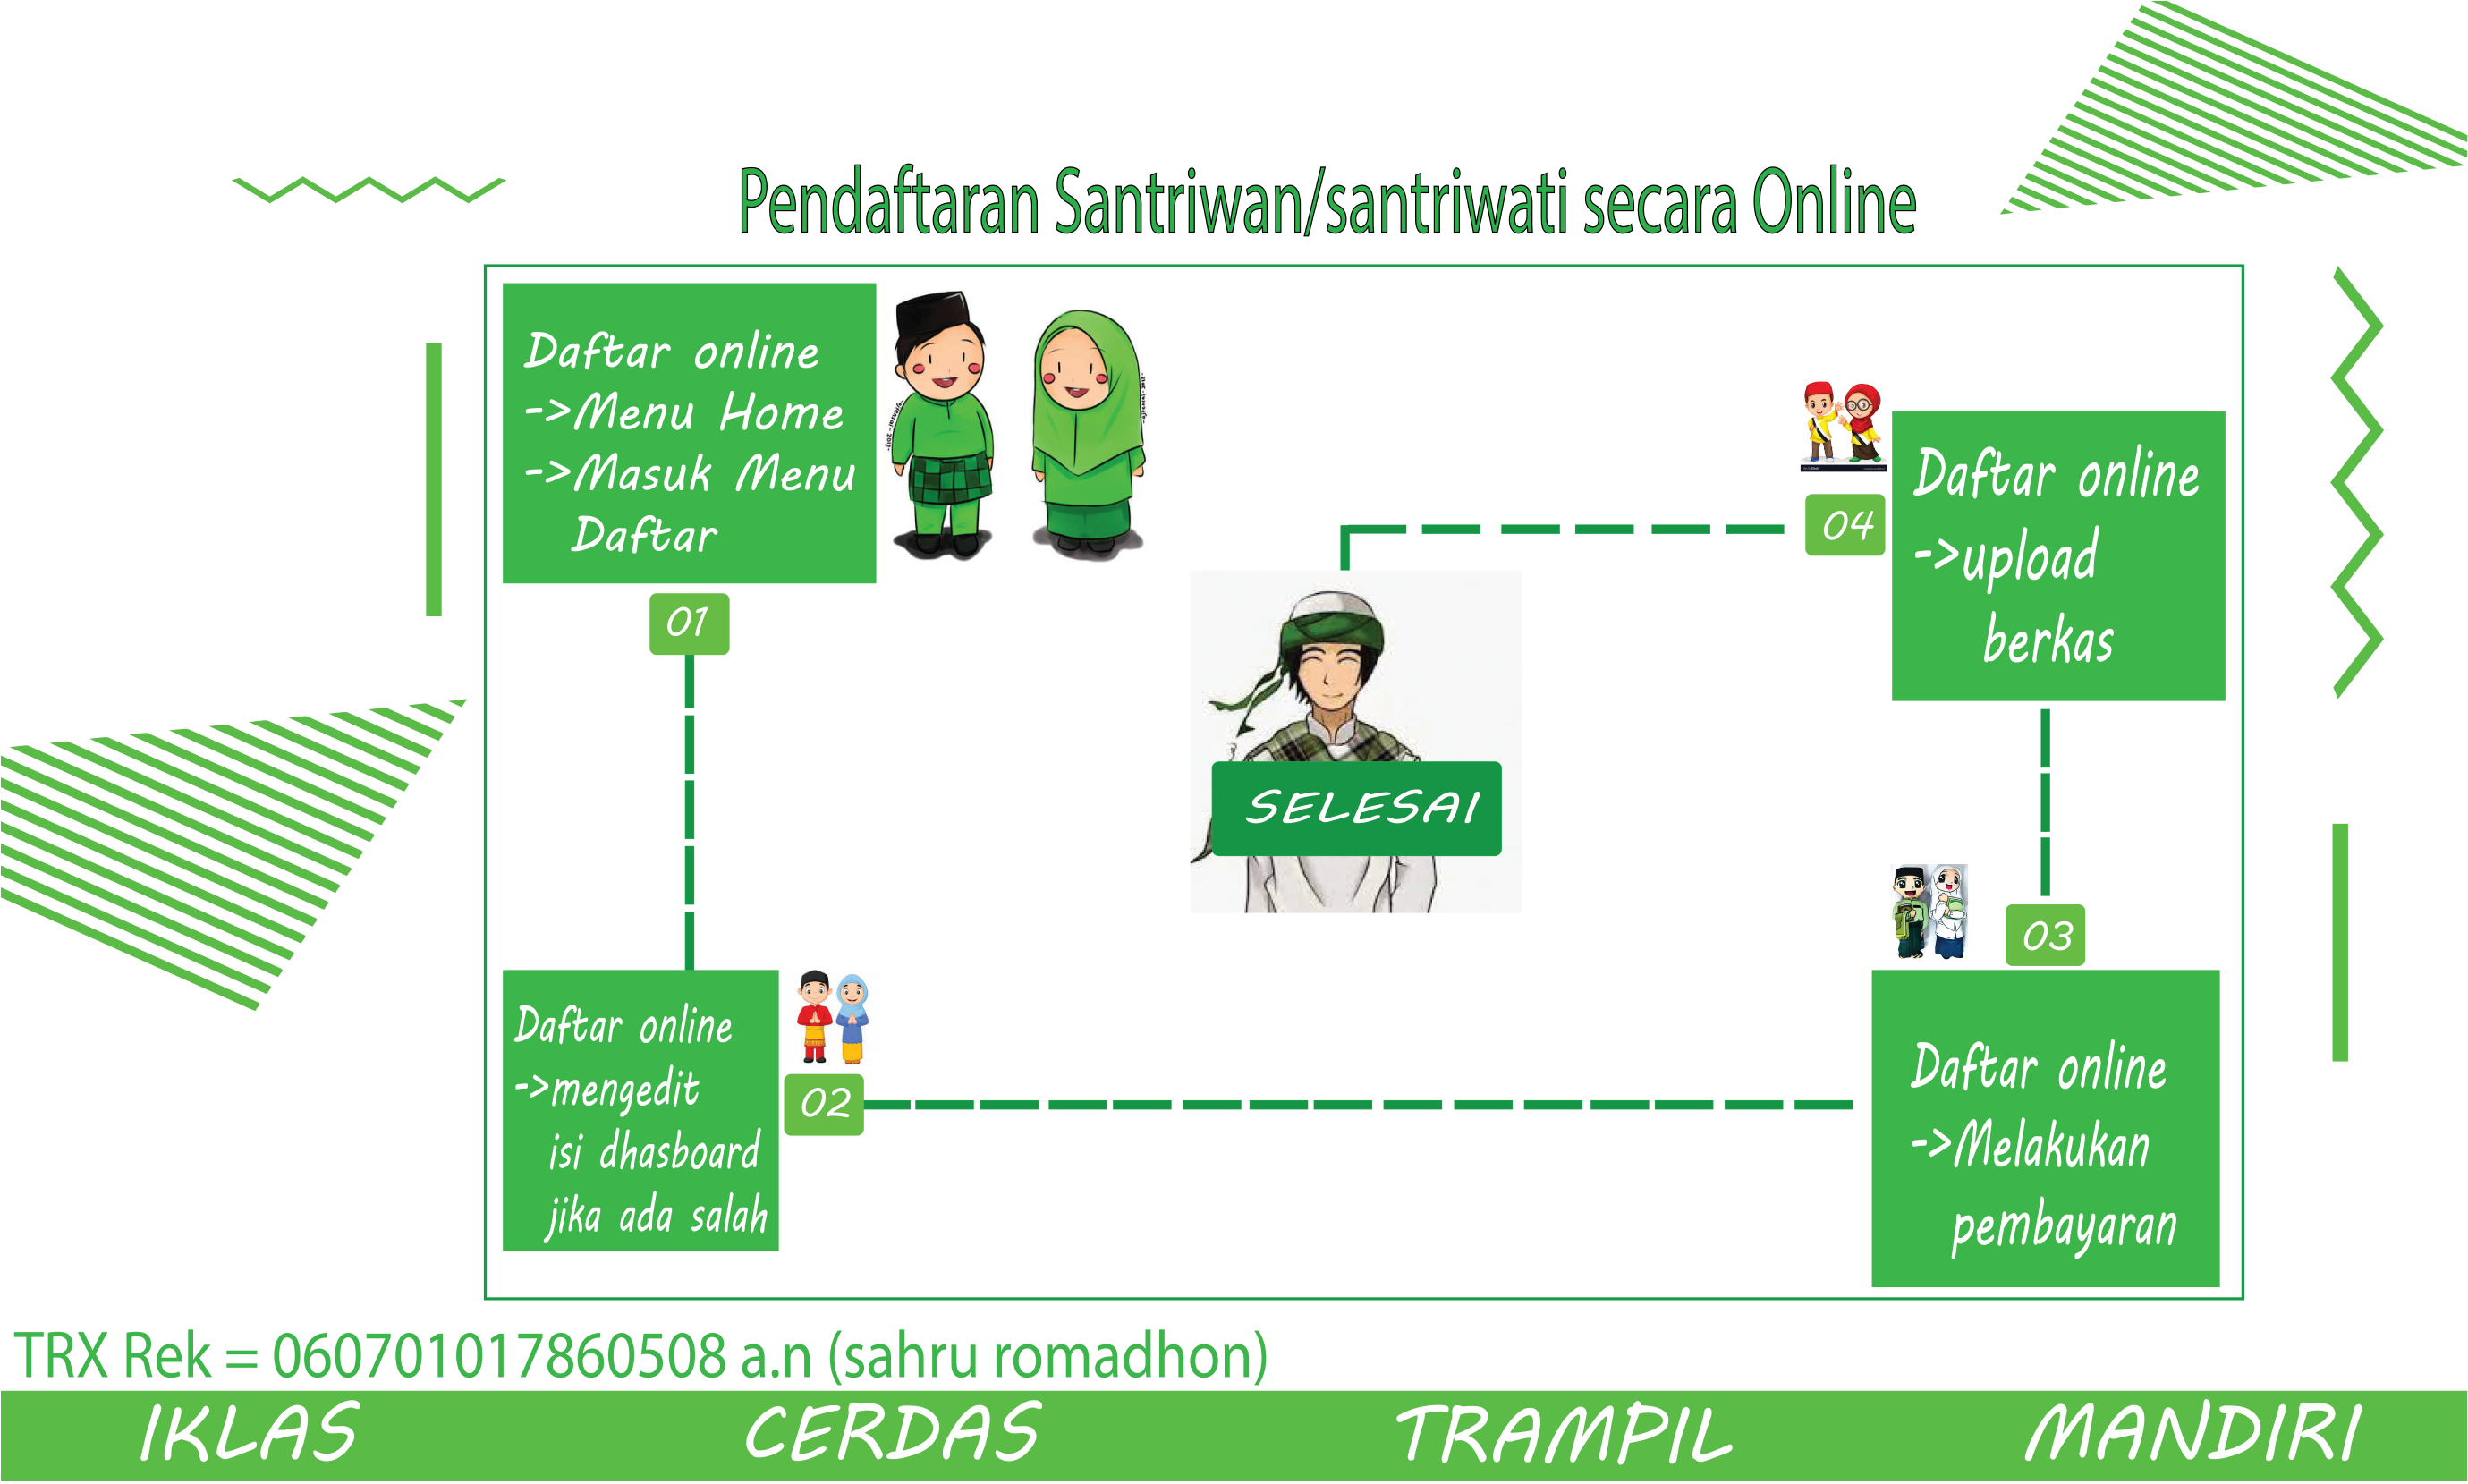 Pendaftaran Santriwan/santriwati secara Online
Daftar online
->Menu Home
->Masuk Menu
Daftar
01
Daftar online
->mengedit
isi dhasboard
jika ada salah
02
Daftar online
->Melakukan
pembayaran
03
Daftar online
->upload
berkas
04
SELESAI
TRX Rek = 060701017860508 a.n (sahru romadhon)
IKLAS CERDAS TRAMPIL MANDIRI